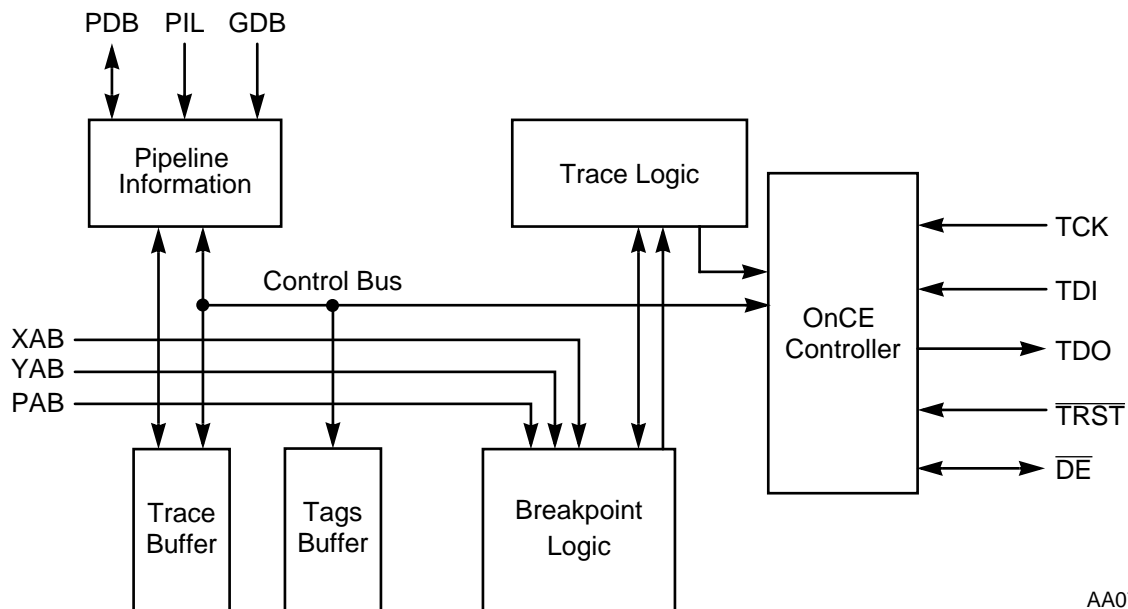 PDB PIL GDB
Pipeline
Information
Trace Logic
TCK
Control Bus
TDI
OnCE
Controller
XAB
TDO
YAB
PAB
TRST
DE
Trace
Buffer
Tags
Buffer
Breakpoint
Logic